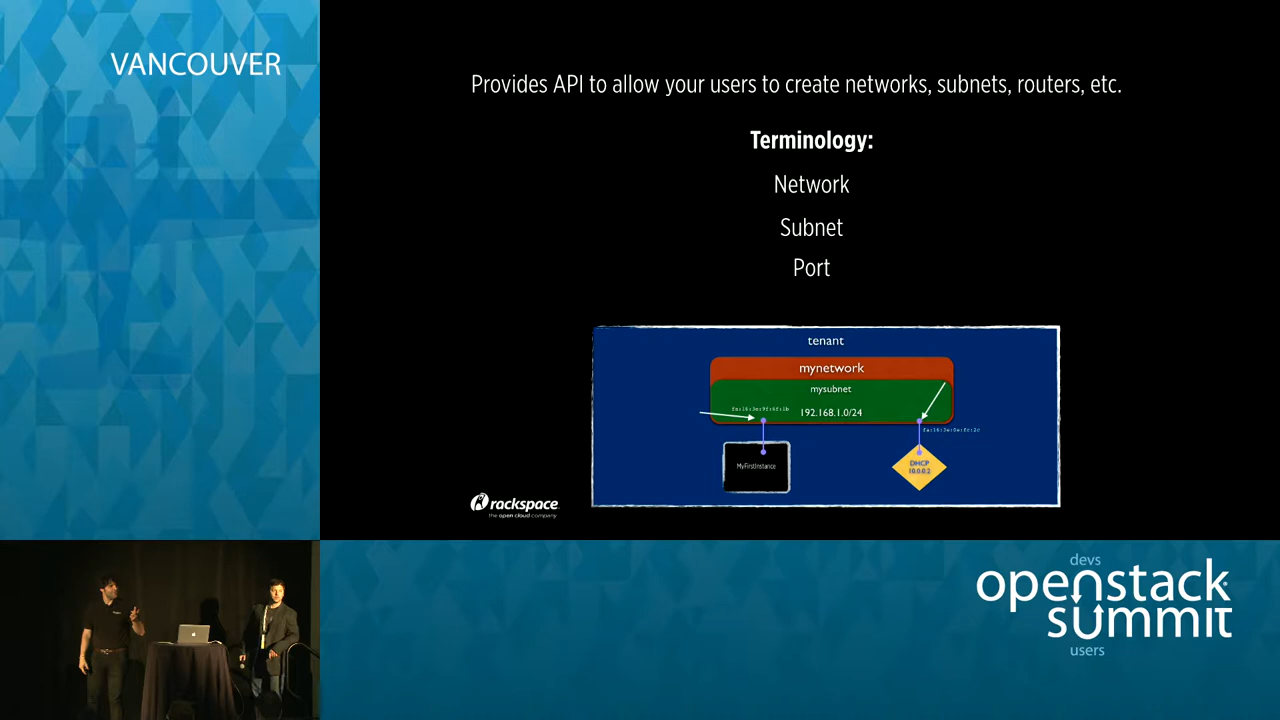 VANCOUVER
Provides API to allow your users to create networks, subnets, routers, etc.
Terminology:
Network
Subnet
Port
tenant
mynetwork
mysubnet
192.168.1.0/24
MyFirstInstance
DHCP
10.0.0.2
rackspace
the open cloud company
devs
openstack
summit
users